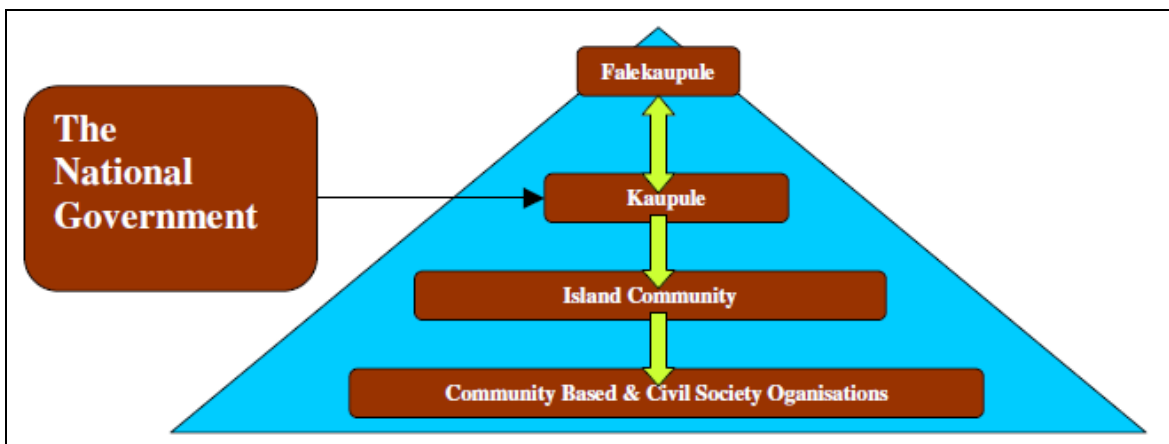 The
National
Government
Falekaupule
Kaupule
Island Community
Community Based & Civil Society Oganisations